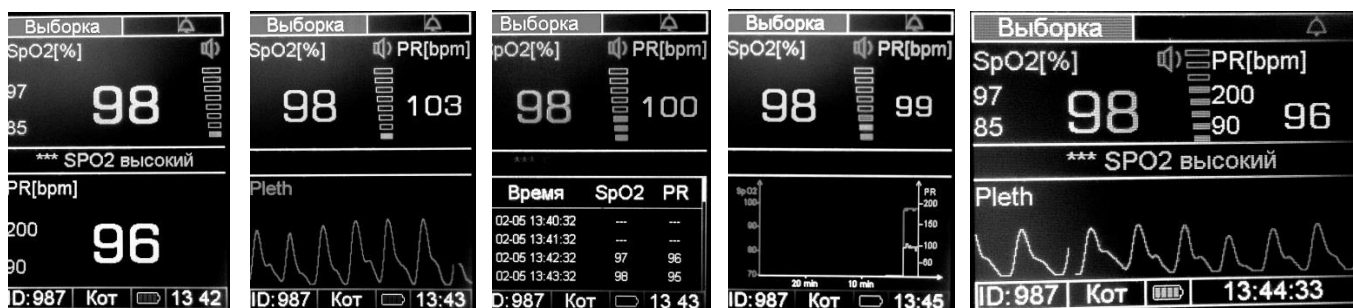 Выборка
SpO2[%]
97
85
98
*** SPO2 высокий
PR[bpm]
200
90
96
ID:987 Кот 13 42
Выборка
SpO2[%] PR[bpm]
98 103
Pleth
ID:987 Кот 13:43
Выборка
pO2[%] PR[bpm]
98 100
***
Время SpO2 PR
02-05 13:40:32 --- ---
02-05 13:41:32 --- ---
02-05 13:42:32 97 96
02-05 13:43:32 98 95
D:987 Кот 13 43
Выборка
SpO2[%] PR[bpm]
98 99
SpO2 PR
100 200
90 150
80 100
70 60
20 min 10 min
ID:987 Кот 13:45
Выборка
SpO2[%] PR[bpm]
97 200
85 98 90 96
*** SPO2 высокий
Pleth
ID:987 Кот 13:44:33